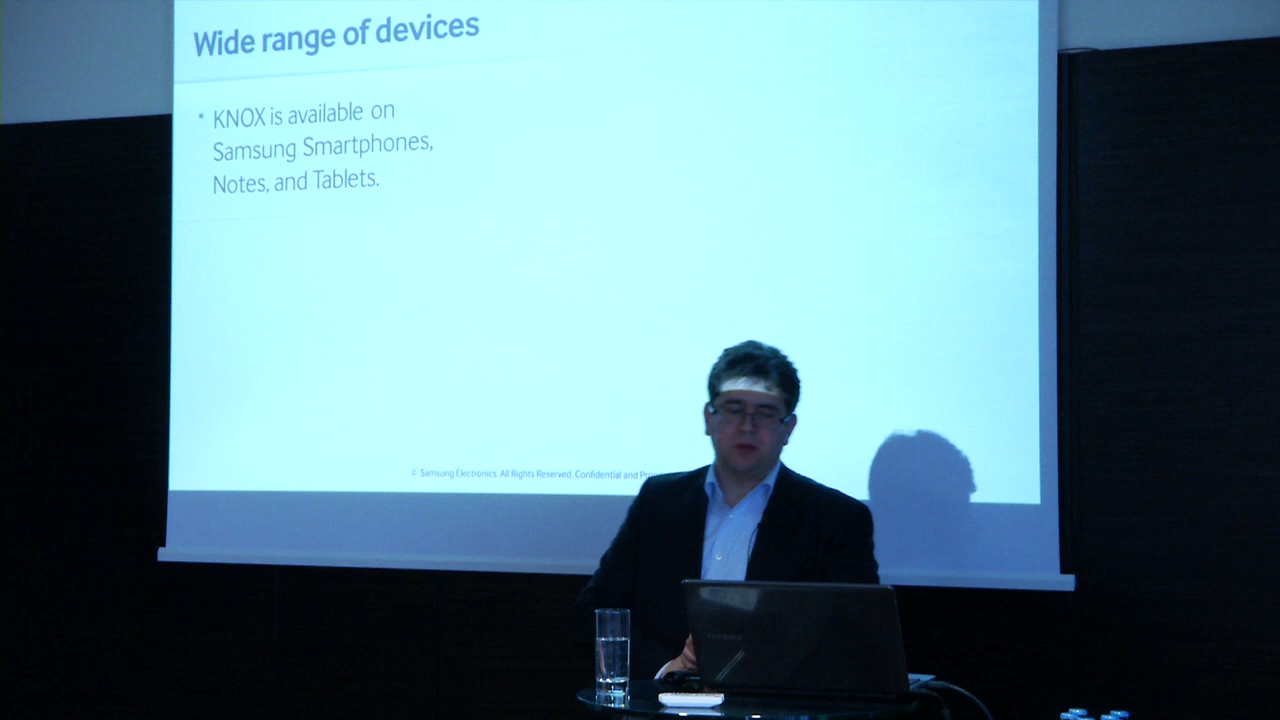 Wide range of devices
• KNOX is available on
Samsung Smartphones,
Notes, and Tablets.
© Samsung Electronics. All Rights Reserved. Confidential and